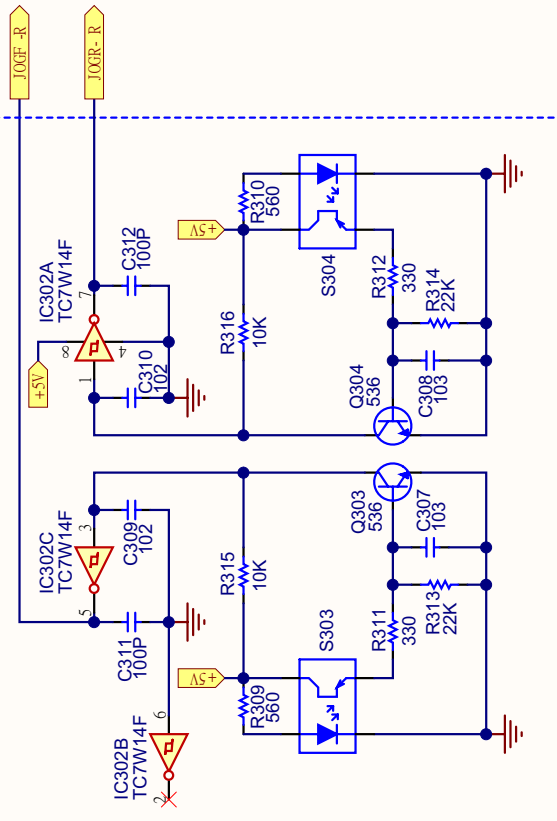 JOGF -R
JOGR- R
IC302A
TC7W14F
7
8
4
1
+5V
C312
100P
C310
102
+5V
R310
560
R316
10K
S304
R312
330
R314
22K
Q304
536
C308
103
IC302C
TC7W14F
3
5
C309
102
C311
100P
R315
10K
+5V
R309
560
S303
Q303
536
C307
103
R311
330
R313
22K
IC302B
TC7W14F
6
2